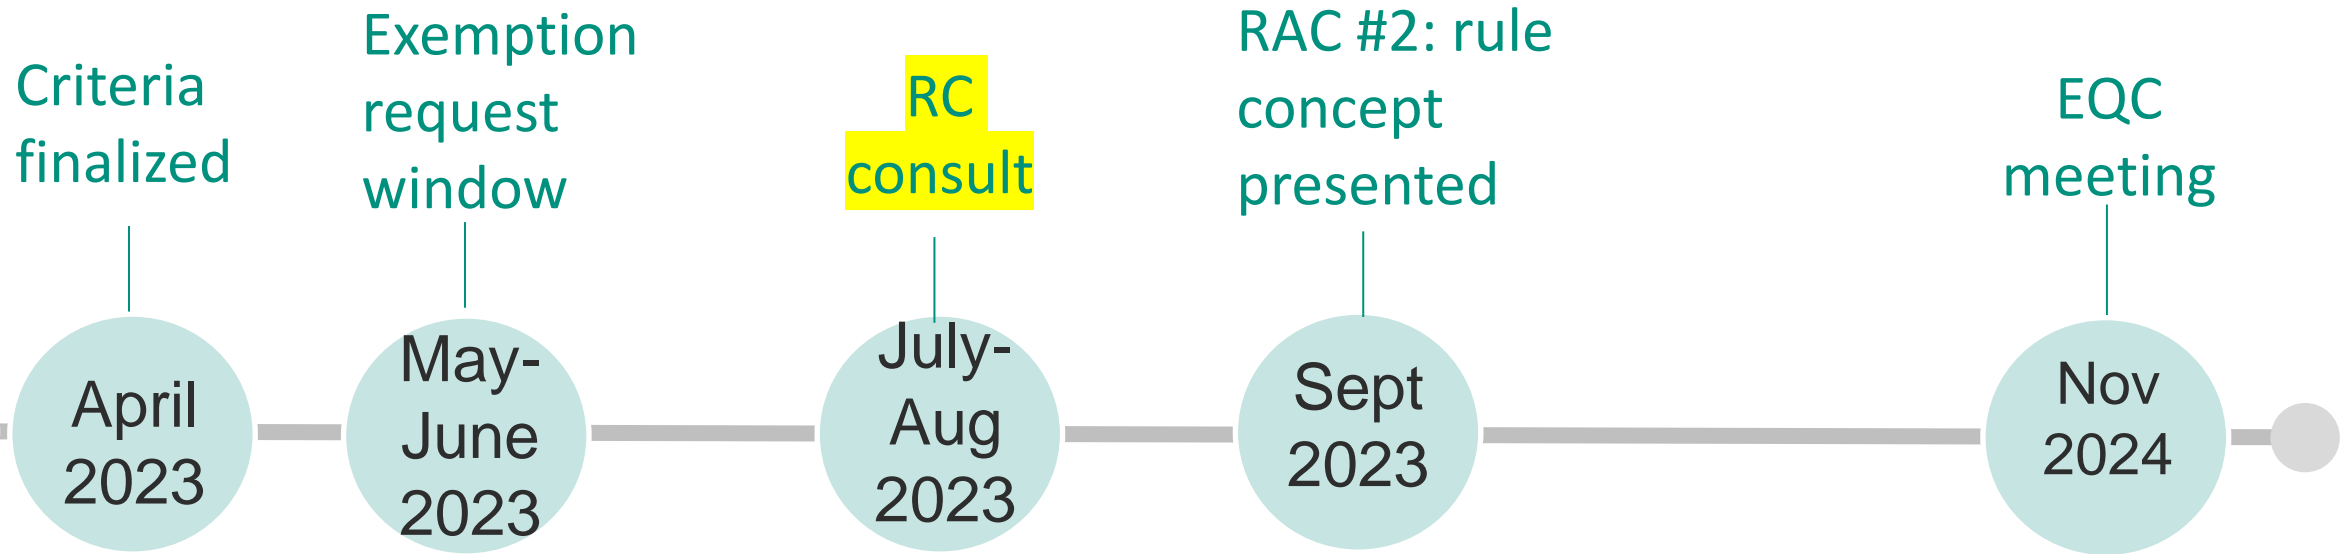 Criteria
finalized
Exemption
request
window
RC
consult
RAC #2: rule
concept
presented
EQC
meeting
April
2023
May-
June
2023
July-
Aug
2023
Sept
2023
Nov
2024